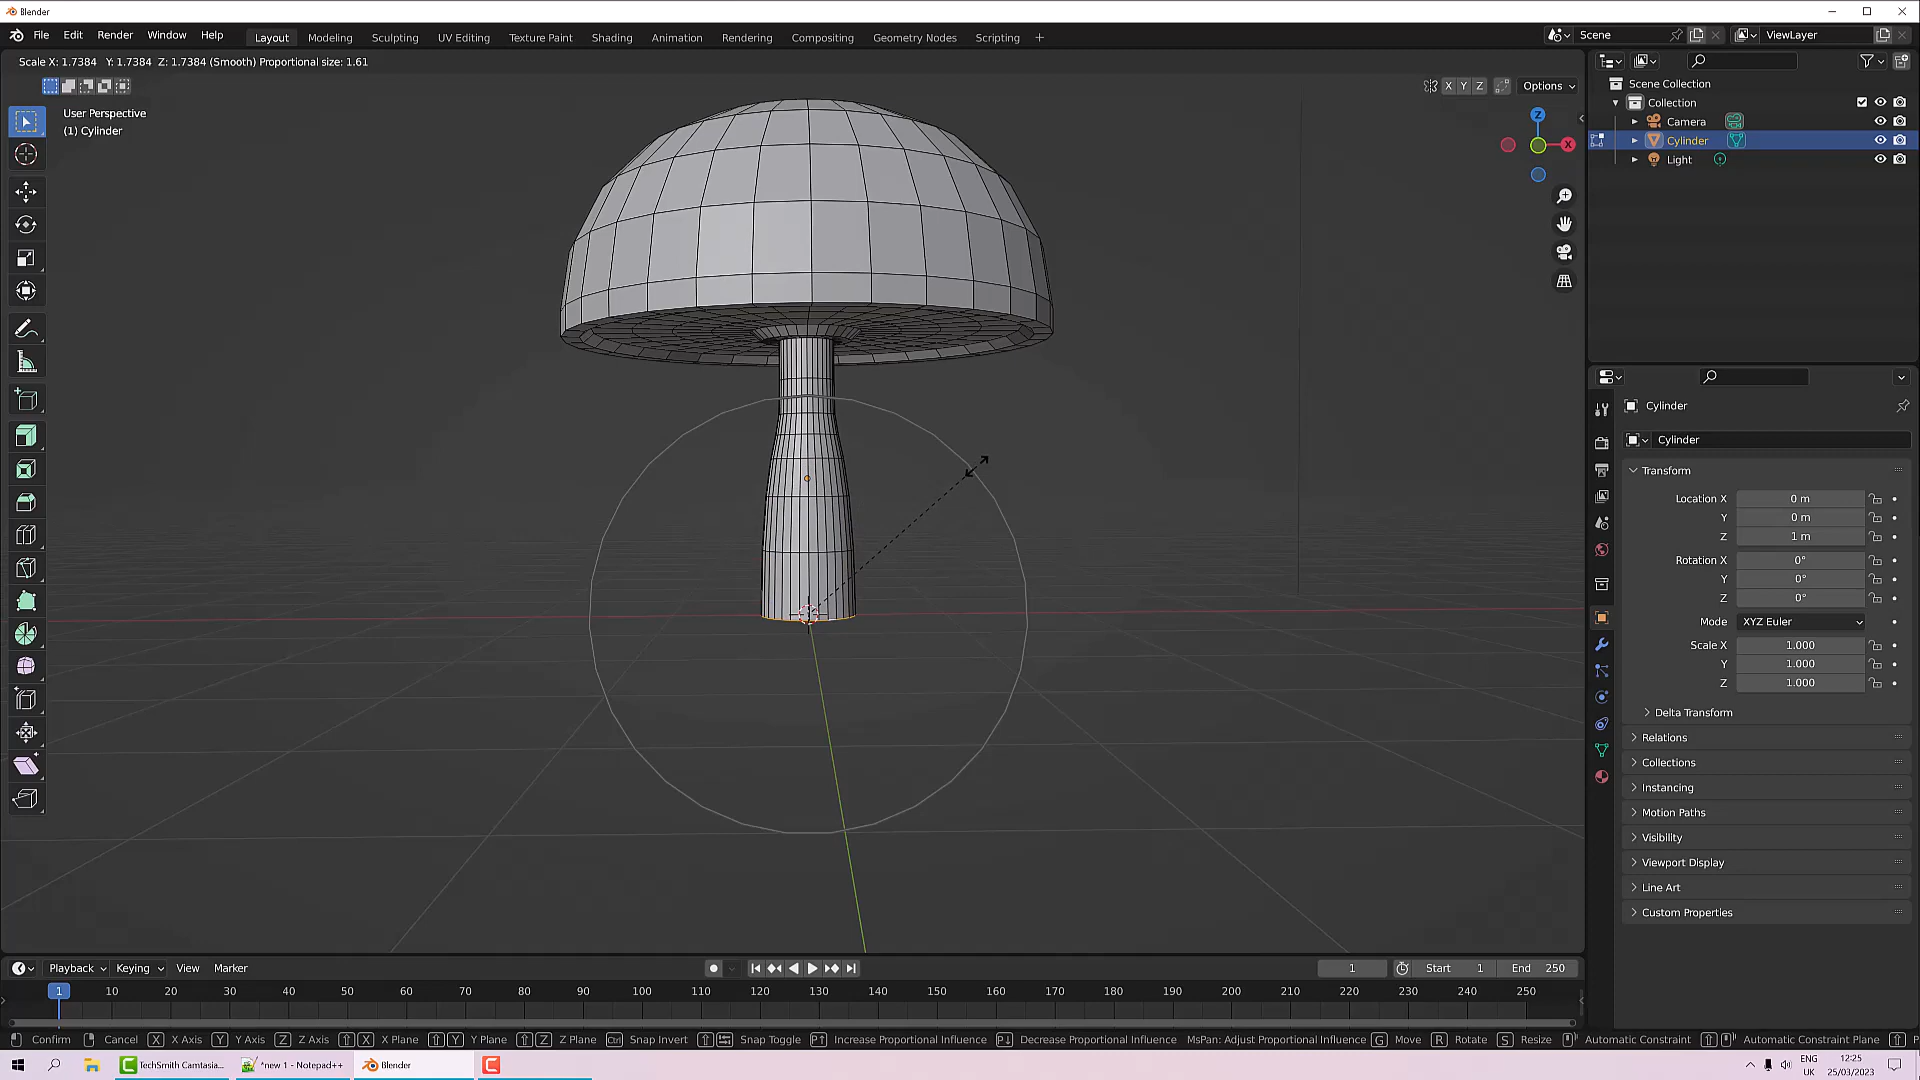 Blender
File Edit Render Window Help Layout Modeling Sculpting UV Editing Texture Paint Shading Animation Rendering Compositing Geometry Nodes Scripting + Scene ViewLayer
Scale X: 1.7384 Y: 1.7384 Z: 1.7384 (Smooth) Proportional size: 1.61
X Y Z Options
User Perspective
(1) Cylinder
Z
X
Scene Collection
Collection
Camera
Cylinder
Light
Cylinder
Cylinder
Transform
Location X 0 m
Y 0 m
Z 1 m
Rotation X 0°
Y 0°
Z 0°
Mode XYZ Euler
Scale X 1.000
Y 1.000
Z 1.000
Delta Transform
Relations
Collections
Instancing
Motion Paths
Visibility
Viewport Display
Line Art
Custom Properties
Playback Keying View Marker 1 Start 1 End 250
1 10 20 30 40 50 60 70 80 90 100 110 120 130 140 150 160 170 180 190 200 210 220 230 240 250
Confirm Cancel X X Axis Y Y Axis Z Z Axis X X Plane Y Y Plane Z Z Plane Ctrl Snap Invert Snap Toggle P↑ Increase Proportional Influence P↓ Decrease Proportional Influence MsPan: Adjust Proportional Influence G Move R Rotate S Resize Automatic Constraint Automatic Constraint Plane P
TechSmith Camtasia... *new 1 - Notepad++ Blender ENG 12:25
UK 25/03/2023